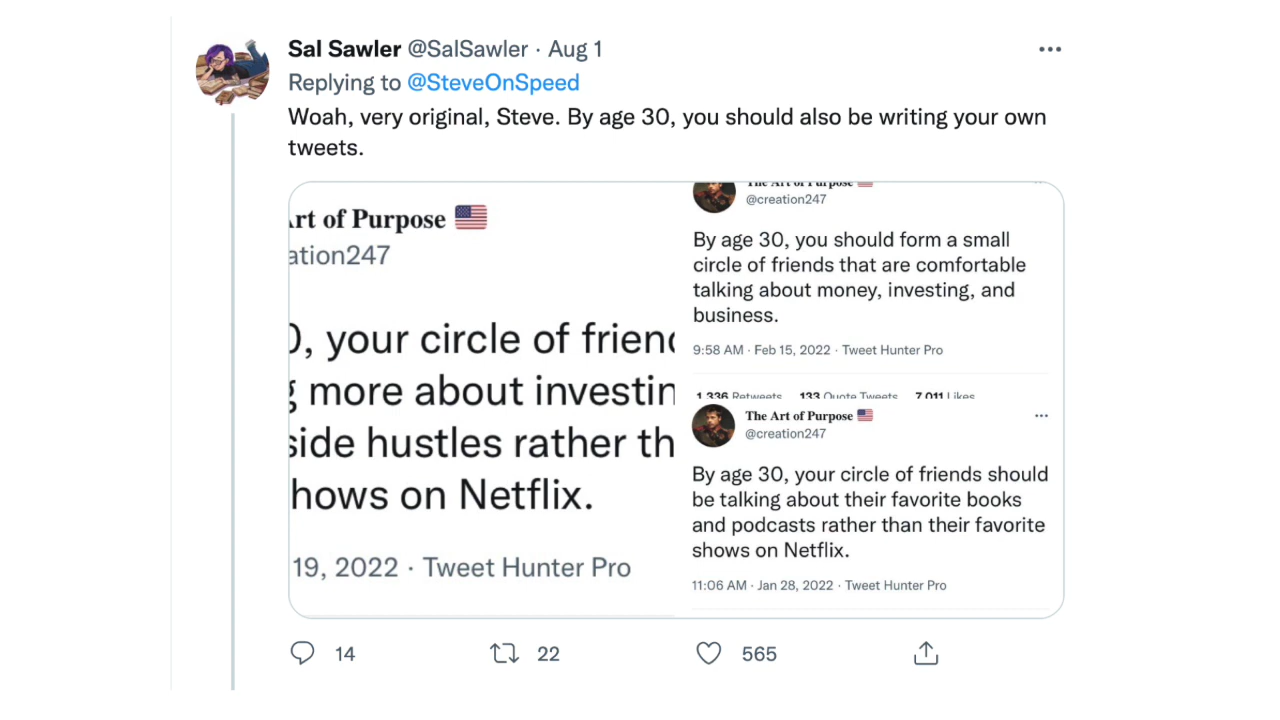 Sal Sawler @SalSawler · Aug 1
Replying to @SteveOnSpeed
Woah, very original, Steve. By age 30, you should also be writing your own
tweets.
Art of Purpose
ation247
0, your circle of friend
g more about investin
side hustles rather th
hows on Netflix.
19, 2022 · Tweet Hunter Pro
The Art of Purpose
@creation247
By age 30, you should form a small
circle of friends that are comfortable
talking about money, investing, and
business.
9:58 AM · Feb 15, 2022 · Tweet Hunter Pro
1,336 Retweets 133 Quote Tweets 7,011 Likes
The Art of Purpose
@creation247
By age 30, your circle of friends should
be talking about their favorite books
and podcasts rather than their favorite
shows on Netflix.
11:06 AM · Jan 28, 2022 · Tweet Hunter Pro
14 22 565